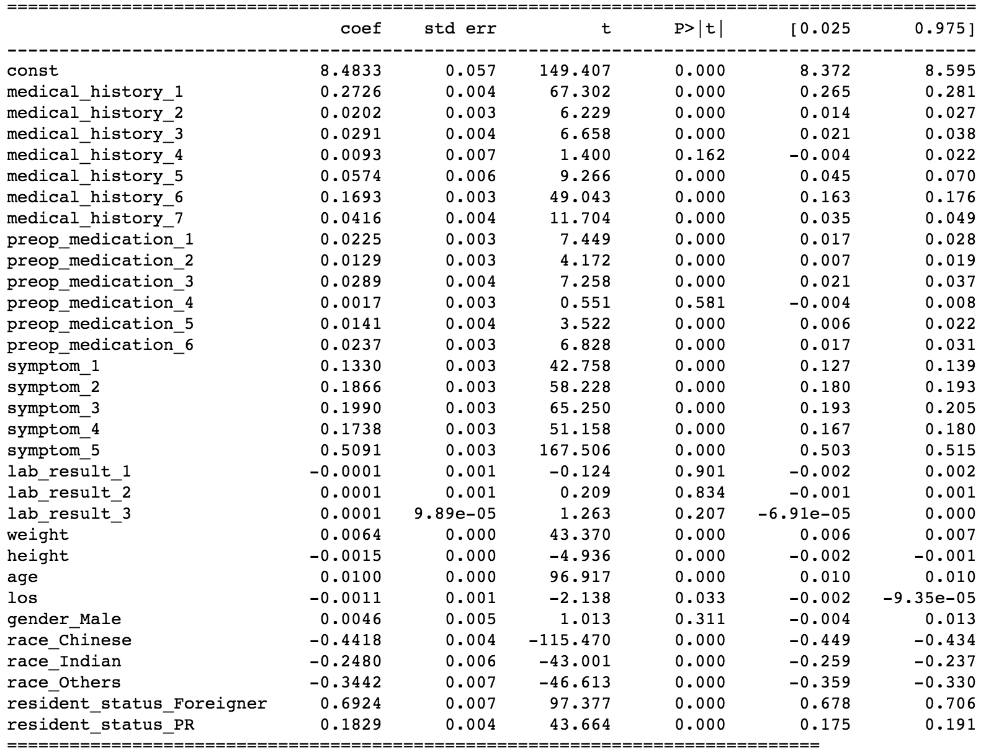 ==============================================================================================
                              coef    std err          t      P>|t|      [0.025      0.975]
----------------------------------------------------------------------------------------------
const                       8.4833      0.057    149.407      0.000       8.372       8.595
medical_history_1           0.2726      0.004     67.302      0.000       0.265       0.281
medical_history_2           0.0202      0.003      6.229      0.000       0.014       0.027
medical_history_3           0.0291      0.004      6.658      0.000       0.021       0.038
medical_history_4           0.0093      0.007      1.400      0.162      -0.004       0.022
medical_history_5           0.0574      0.006      9.266      0.000       0.045       0.070
medical_history_6           0.1693      0.003     49.043      0.000       0.163       0.176
medical_history_7           0.0416      0.004     11.704      0.000       0.035       0.049
preop_medication_1          0.0225      0.003      7.449      0.000       0.017       0.028
preop_medication_2          0.0129      0.003      4.172      0.000       0.007       0.019
preop_medication_3          0.0289      0.004      7.258      0.000       0.021       0.037
preop_medication_4          0.0017      0.003      0.551      0.581      -0.004       0.008
preop_medication_5          0.0141      0.004      3.522      0.000       0.006       0.022
preop_medication_6          0.0237      0.003      6.828      0.000       0.017       0.031
symptom_1                   0.1330      0.003     42.758      0.000       0.127       0.139
symptom_2                   0.1866      0.003     58.228      0.000       0.180       0.193
symptom_3                   0.1990      0.003     65.250      0.000       0.193       0.205
symptom_4                   0.1738      0.003     51.158      0.000       0.167       0.180
symptom_5                   0.5091      0.003    167.506      0.000       0.503       0.515
lab_result_1               -0.0001      0.001     -0.124      0.901      -0.002       0.002
lab_result_2                0.0001      0.001      0.209      0.834      -0.001       0.001
lab_result_3                0.0001   9.89e-05      1.263      0.207   -6.91e-05       0.000
weight                      0.0064      0.000     43.370      0.000       0.006       0.007
height                     -0.0015      0.000     -4.936      0.000      -0.002      -0.001
age                         0.0100      0.000     96.917      0.000       0.010       0.010
los                        -0.0011      0.001     -2.138      0.033      -0.002   -9.35e-05
gender_Male                 0.0046      0.005      1.013      0.311      -0.004       0.013
race_Chinese               -0.4418      0.004   -115.470      0.000      -0.449      -0.434
race_Indian                -0.2480      0.006    -43.001      0.000      -0.259      -0.237
race_Others                -0.3442      0.007    -46.613      0.000      -0.359      -0.330
resident_status_Foreigner   0.6924      0.007     97.377      0.000       0.678       0.706
resident_status_PR          0.1829      0.004     43.664      0.000       0.175       0.191
==============================================================================